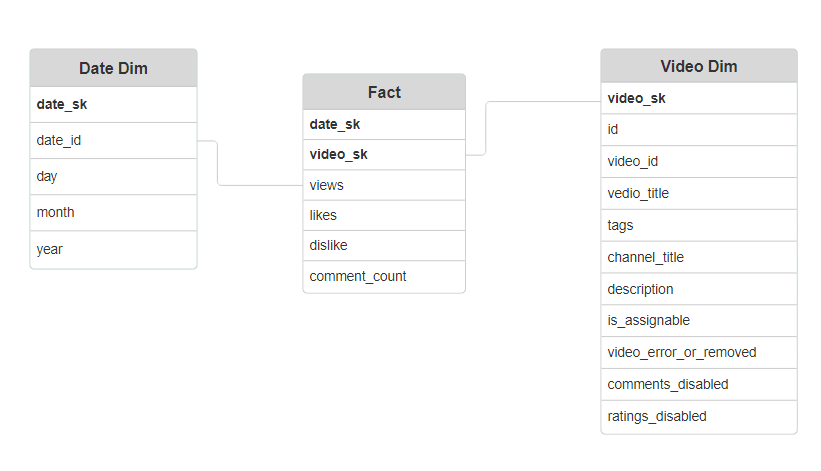 Date Dim
date_sk
date_id
day
month
year
Fact
date_sk
video_sk
views
likes
dislike
comment_count
Video Dim
video_sk
id
video_id
vedio_title
tags
channel_title
description
is_assignable
video_error_or_removed
comments_disabled
ratings_disabled